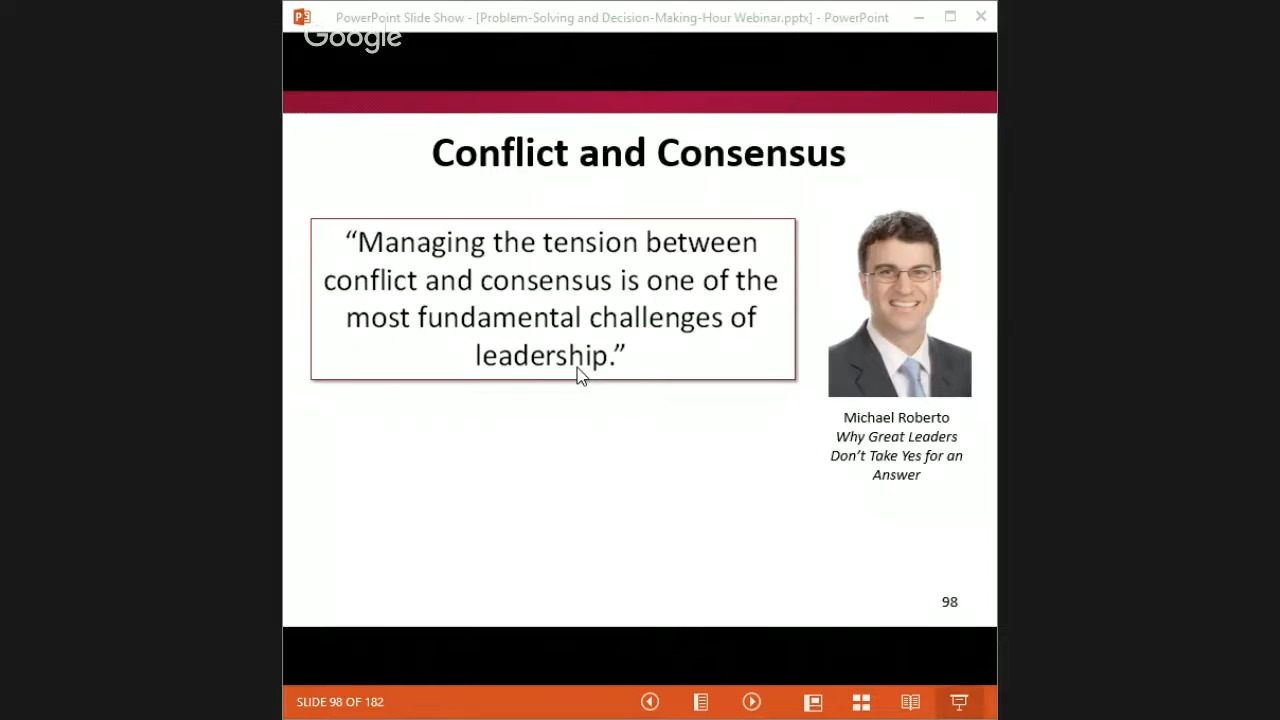 PowerPoint Slide Show - [Problem-Solving and Decision-Making-Hour Webinar.pptx] - PowerPoint
Google
Conflict and Consensus
“Managing the tension between
conflict and consensus is one of the
most fundamental challenges of
leadership.”
Michael Roberto
Why Great Leaders
Don’t Take Yes for an
Answer
98
SLIDE 98 OF 182